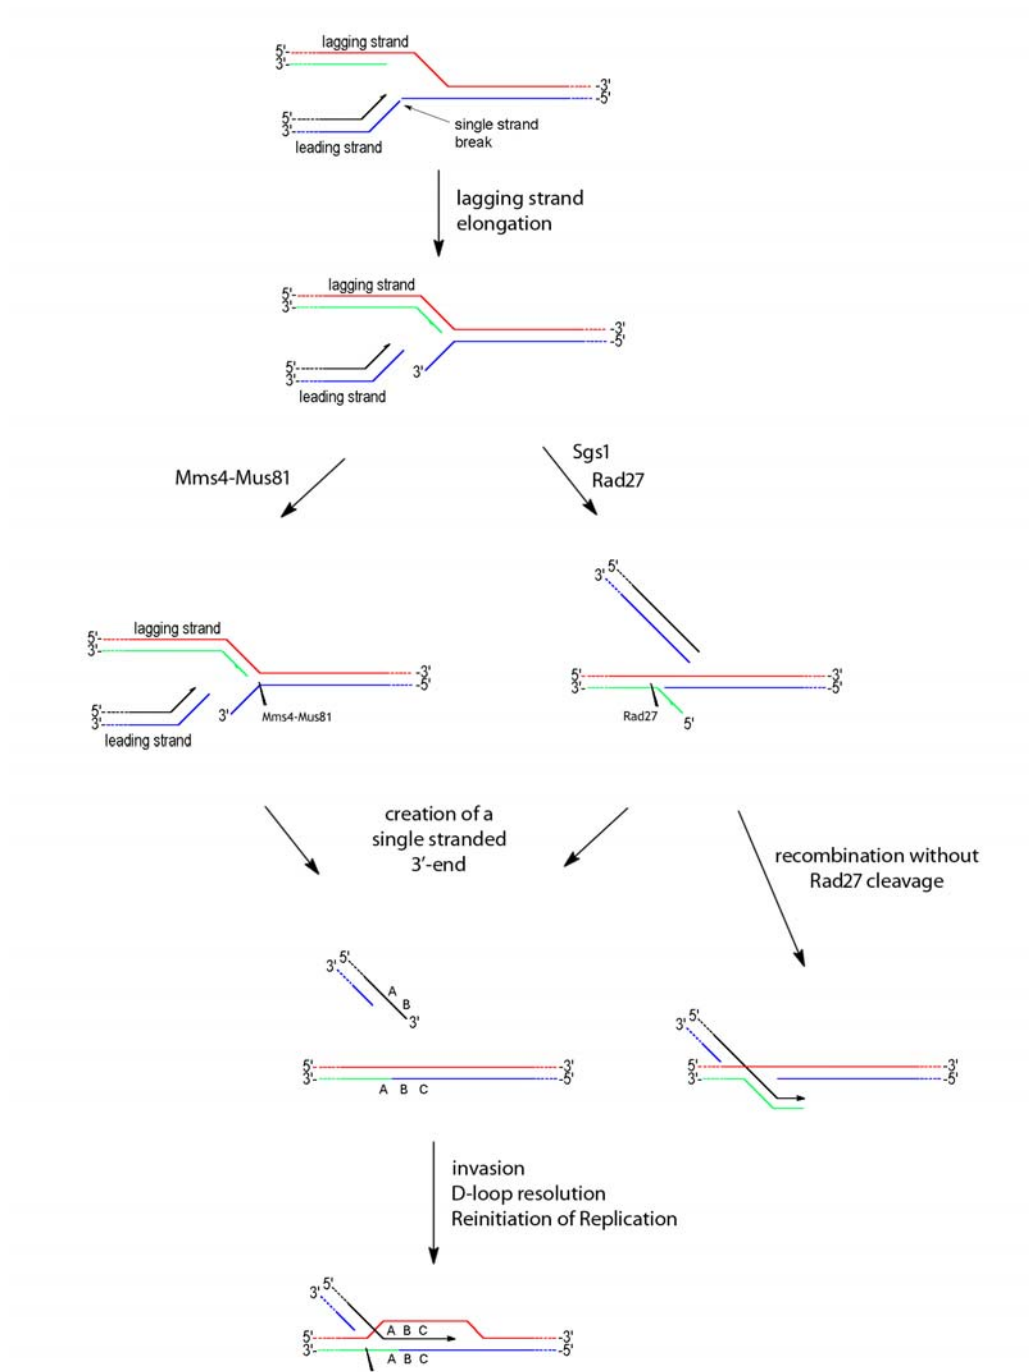 lagging strand
5'-
3'-
-3'
-5'
5'-
3'-
single strand
break
leading strand
lagging strand
elongation
lagging strand
5'-
3'-
-3'
-5'
5'-
3'-
3'
leading strand
Mms4-Mus81
Sgs1
Rad27
5'
3'
lagging strand
5'-
3'-
-3'
-5'
5'-
3'-
3'
Mms4-Mus81
leading strand
5'-
3'-
-3'
-5'
Rad27
5'
creation of a
single stranded
3'-end
recombination without
Rad27 cleavage
5'
3'
A
B
3'
5'-
3'-
-3'
-5'
A B C
5'
3'
5'-
3'-
-3'
-5'
invasion
D-loop resolution
Reinitiation of Replication
5'
3'
A B C
5'-
3'-
-3'
-5'
A B C